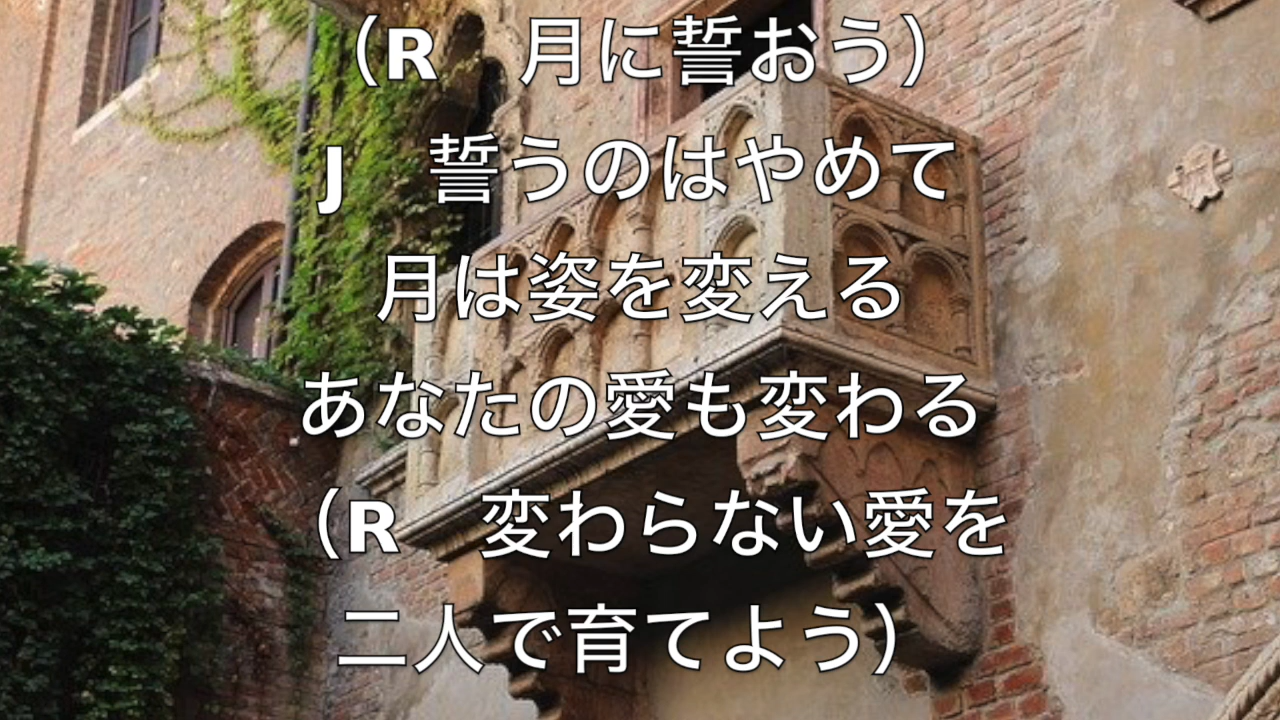 （R　月に誓おう）
J　誓うのはやめて
月は姿を変える
あなたの愛も変わる
（R　変わらない愛を
二人で育てよう）